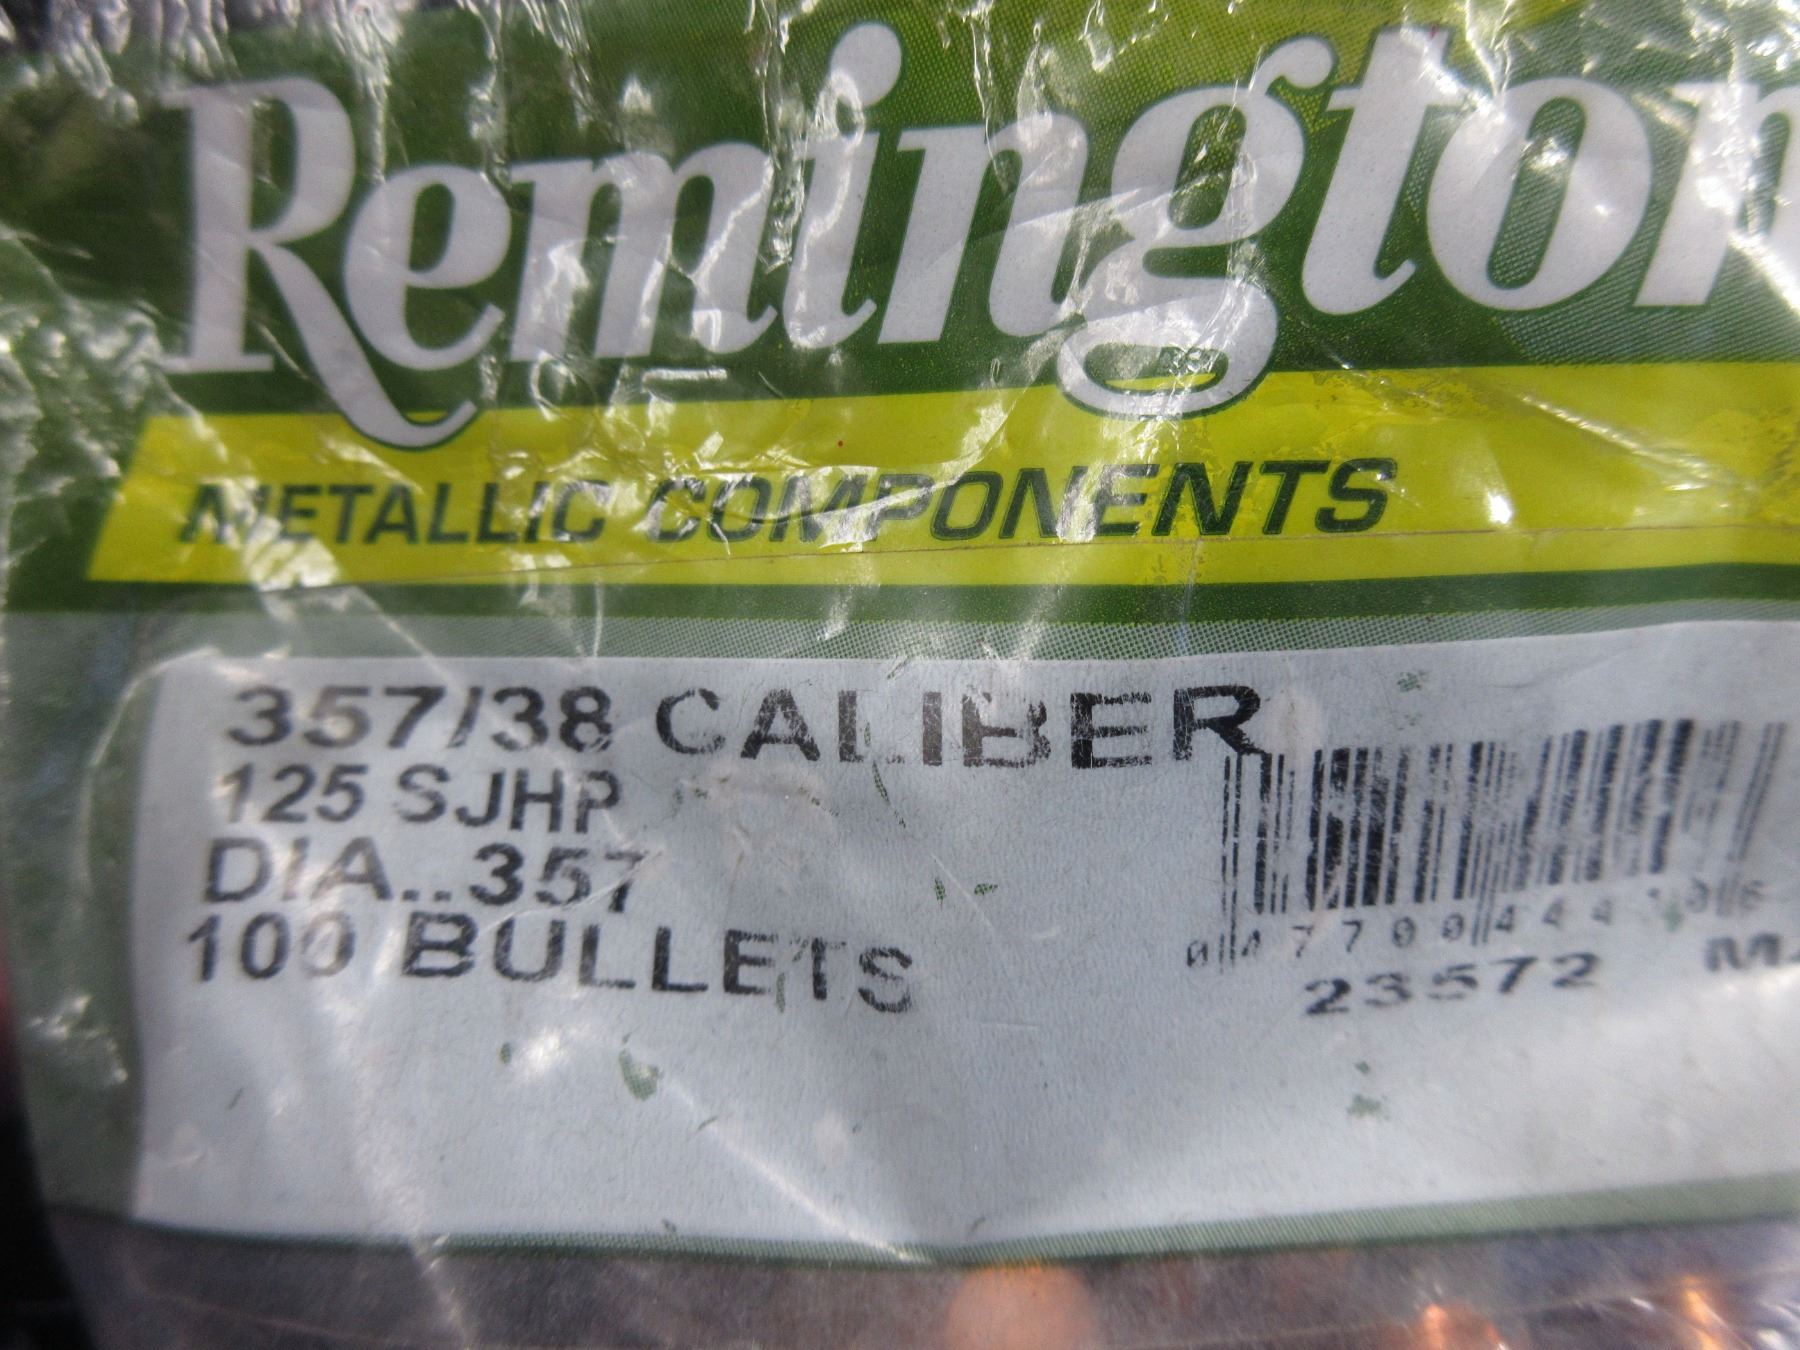 Remington
METALLIC COMPONENTS
357/38 CALIBER
125 SJHP
DIA..357
100 BULLETS
23572